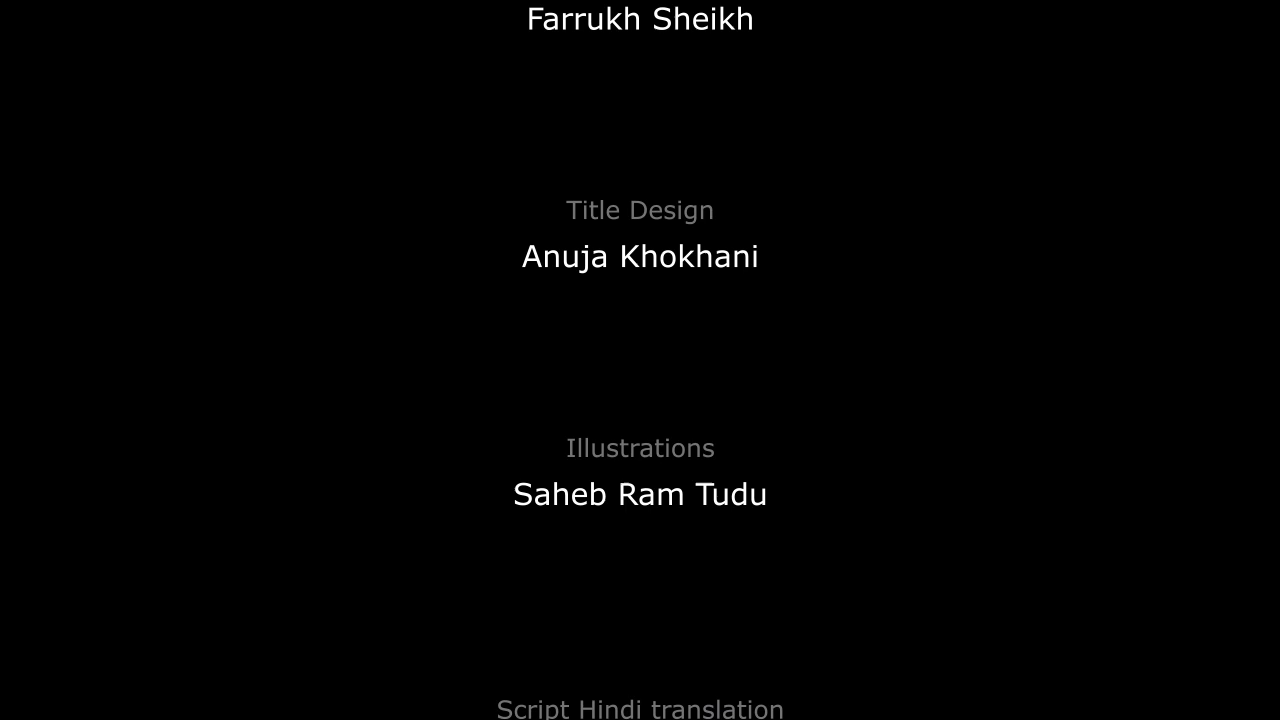 Farrukh Sheikh
Title Design
Anuja Khokhani
Illustrations
Saheb Ram Tudu
Script Hindi translation